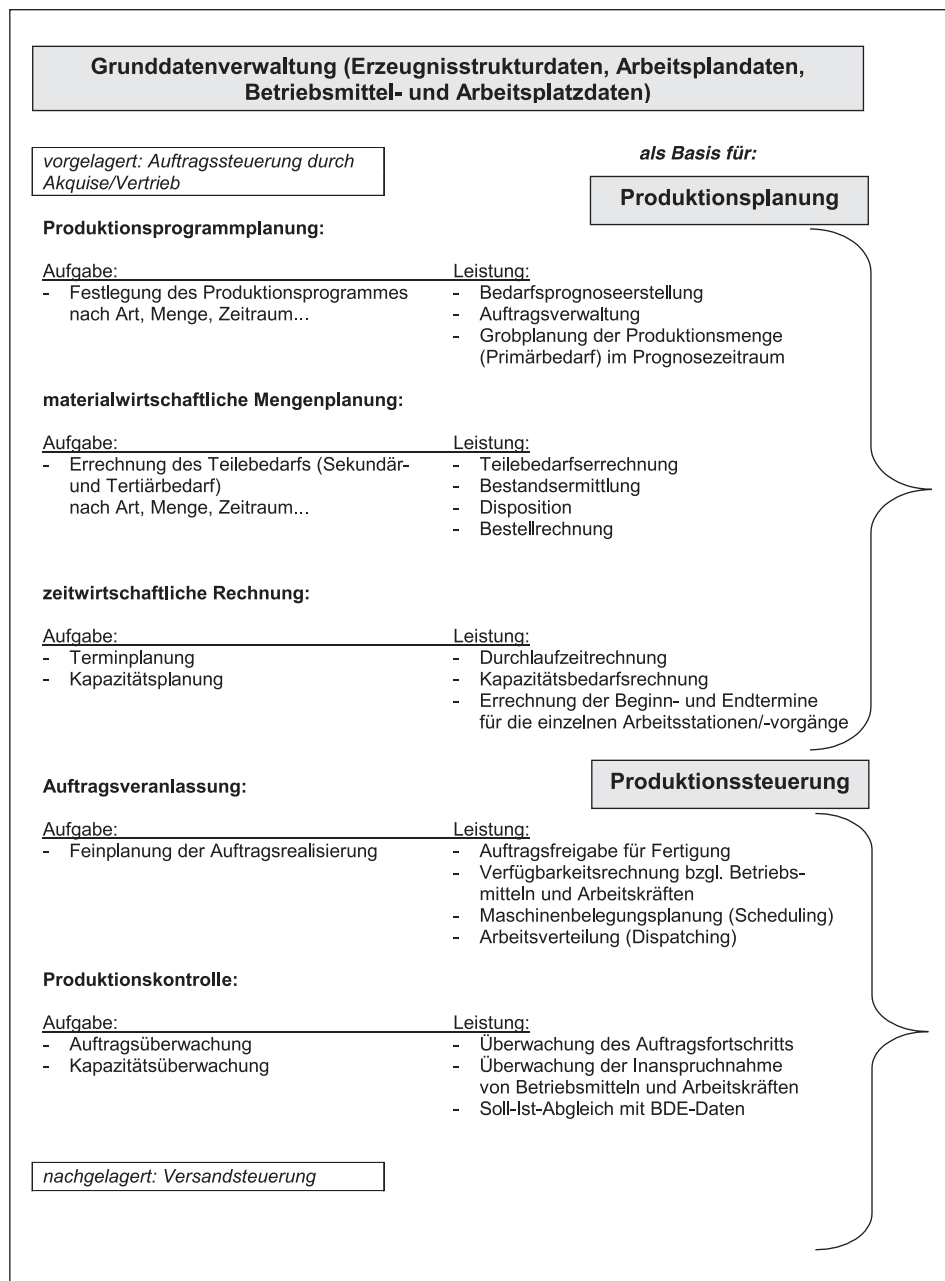 Grunddatenverwaltung (Erzeugnisstrukturdaten, Arbeitsplandaten,
Betriebsmittel- und Arbeitsplatzdaten)
vorgelagert: Auftragssteuerung durch
Akquise/Vertrieb
als Basis für:
Produktionsplanung
Produktionsprogrammplanung:
Aufgabe:
- Festlegung des Produktionsprogrammes
nach Art, Menge, Zeitraum...
Leistung:
- Bedarfsprognoseerstellung
- Auftragsverwaltung
- Grobplanung der Produktionsmenge
(Primärbedarf) im Prognosezeitraum
materialwirtschaftliche Mengenplanung:
Aufgabe:
- Errechnung des Teilebedarfs (Sekundär-
und Tertiärbedarf)
nach Art, Menge, Zeitraum...
Leistung:
- Teilebedarfserrechnung
- Bestandsermittlung
- Disposition
- Bestellrechnung
zeitwirtschaftliche Rechnung:
Aufgabe:
- Terminplanung
- Kapazitätsplanung
Leistung:
- Durchlaufzeitrechnung
- Kapazitätsbedarfsrechnung
- Errechnung der Beginn- und Endtermine
für die einzelnen Arbeitsstationen/-vorgänge
Produktionssteuerung
Auftragsveranlassung:
Aufgabe:
- Feinplanung der Auftragsrealisierung
Leistung:
- Auftragsfreigabe für Fertigung
- Verfügbarkeitsrechnung bzgl. Betriebs-
mitteln und Arbeitskräften
- Maschinenbelegungsplanung (Scheduling)
- Arbeitsverteilung (Dispatching)
Produktionskontrolle:
Aufgabe:
- Auftragsüberwachung
- Kapazitätsüberwachung
Leistung:
- Überwachung des Auftragsfortschritts
- Überwachung der Inanspruchnahme
von Betriebsmitteln und Arbeitskräften
- Soll-Ist-Abgleich mit BDE-Daten
nachgelagert: Versandsteuerung